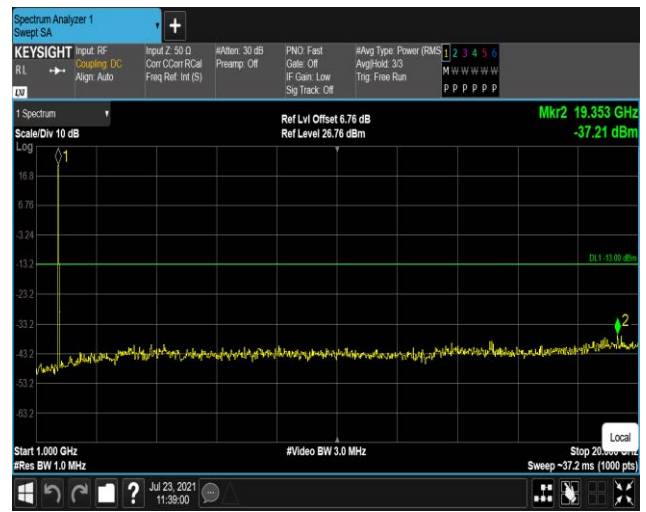 Spectrum Analyzer 1
Swept SA
+
KEYSIGHT
RL
LXI
Input: RF
Coupling: DC
Align: Auto
Input Z: 50 Ω
Corr CCorr RCal
Freq Ref: Int (S)
#Atten: 30 dB
Preamp: Off
PNO: Fast
Gate: Off
IF Gain: Low
Sig Track: Off
#Avg Type: Power (RMS
Avg|Hold: 3/3
Trig: Free Run
1 2 3 4 5 6
M W W W W W
P P P P P P
1 Spectrum
Scale/Div 10 dB
Log
Ref Lvl Offset 6.76 dB
Ref Level 26.76 dBm
Mkr2 19.353 GHz
-37.21 dBm
1
16.8
6.76
-3.24
-13.2
DL1 -13.00 dBm
-23.2
-33.2
2
-43.2
-53.2
-63.2
Local
Start 1.000 GHz
#Res BW 1.0 MHz
#Video BW 3.0 MHz
Stop 20.
Sweep ~37.2 ms (1000 pts)
?
Jul 23, 2021
11:39:00